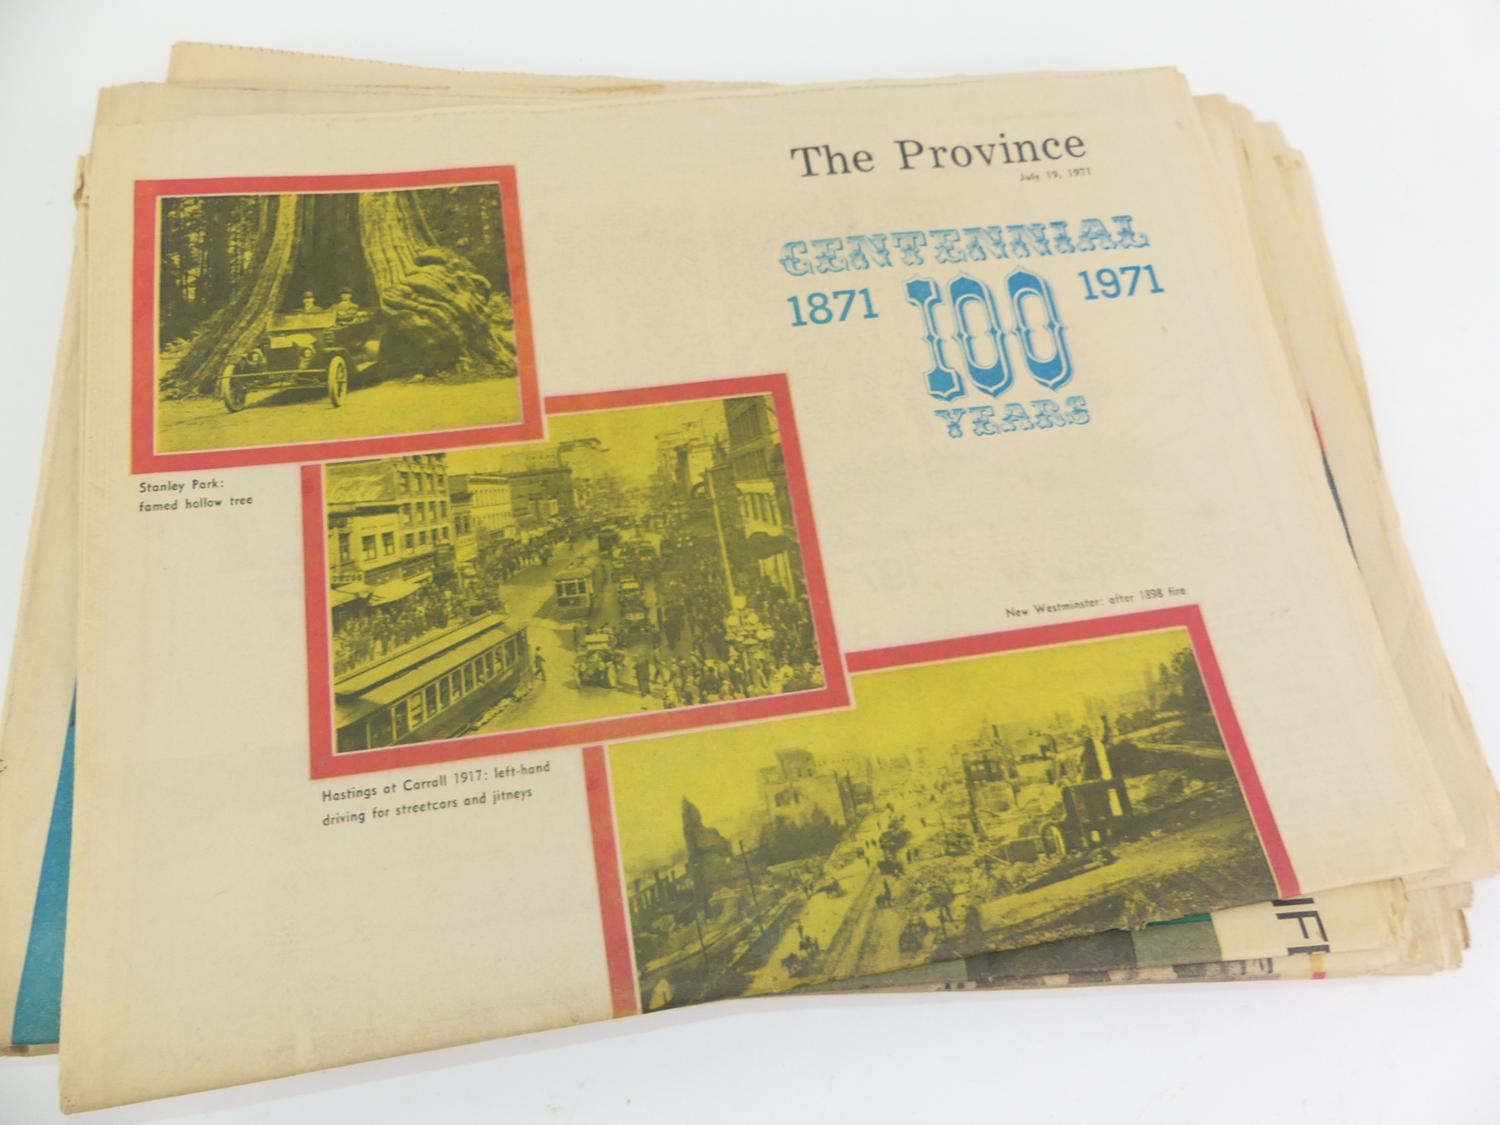 The Province
July 19, 1971
CENTENNIAL
1871 100 1971
YEARS
Stanley Park:
famed hollow tree
Hastings at Carrall 1917: left-hand
driving for streetcars and jitneys
New Westminster: after 1898 fire